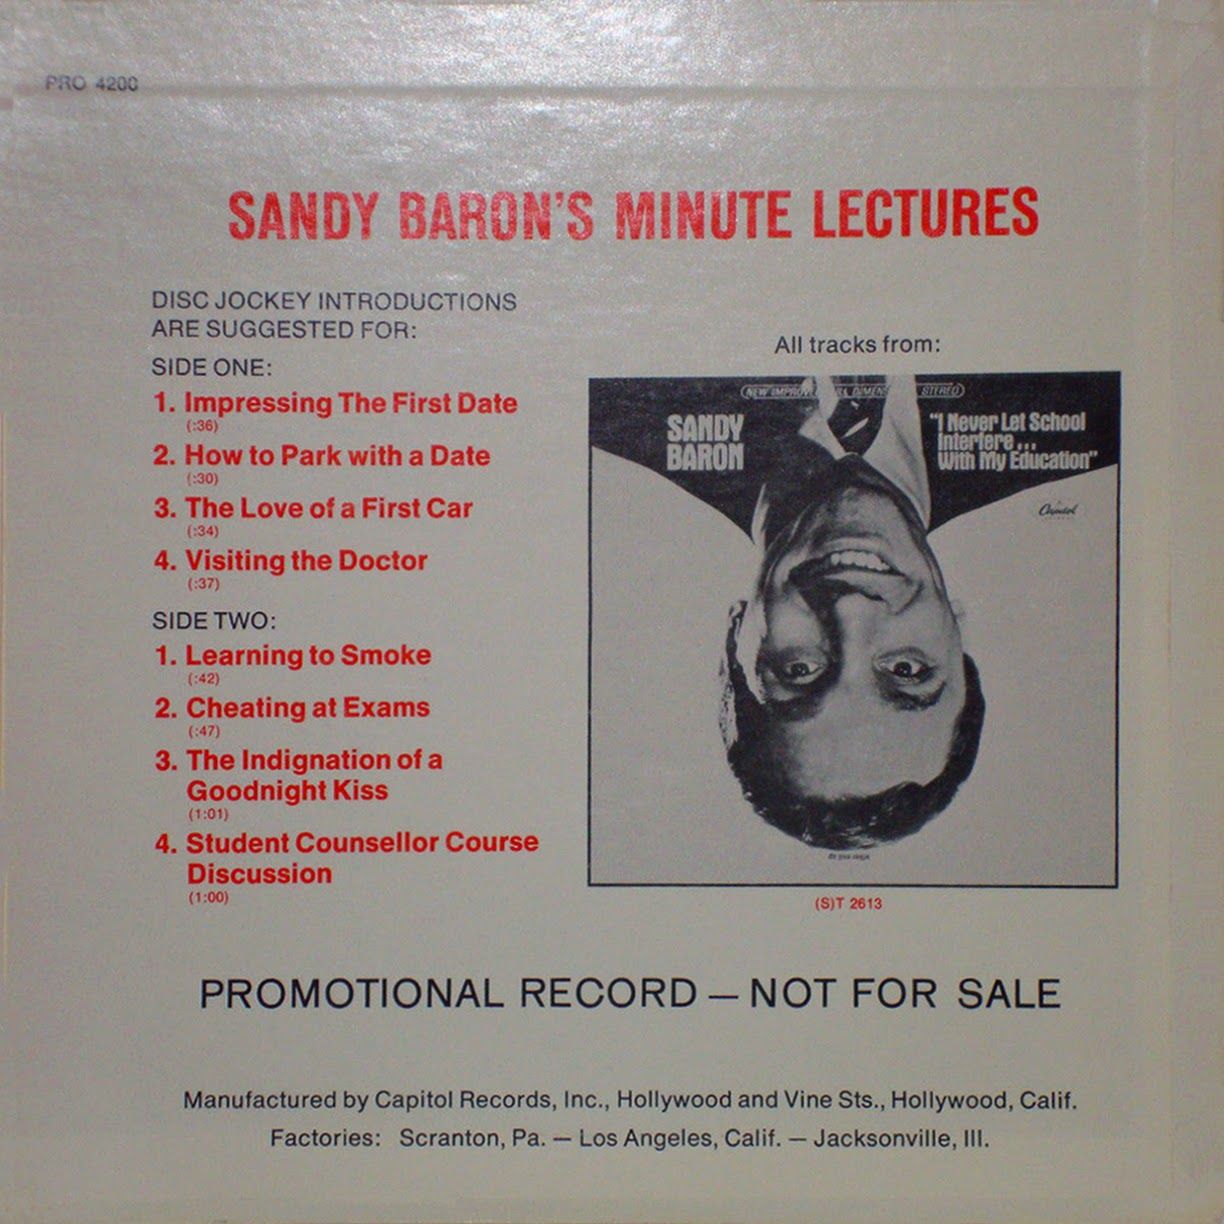 PRO 4200
SANDY BARON'S MINUTE LECTURES
DISC JOCKEY INTRODUCTIONS
ARE SUGGESTED FOR:
SIDE ONE:
1. Impressing The First Date
(:36)
2. How to Park with a Date
(:30)
3. The Love of a First Car
(:34)
4. Visiting the Doctor
(:37)
SIDE TWO:
1. Learning to Smoke
(:42)
2. Cheating at Exams
(:47)
3. The Indignation of a
Goodnight Kiss
(1:01)
4. Student Counsellor Course
Discussion
(1:00)
All tracks from:
NEW IMPROVED FULL DIMENSIONAL STEREO
SANDY
BARON
"I Never Let School
Interfere...
With My Education"
Capitol
(S)T 2613
PROMOTIONAL RECORD — NOT FOR SALE
Manufactured by Capitol Records, Inc., Hollywood and Vine Sts., Hollywood, Calif.
Factories: Scranton, Pa. — Los Angeles, Calif. — Jacksonville, Ill.